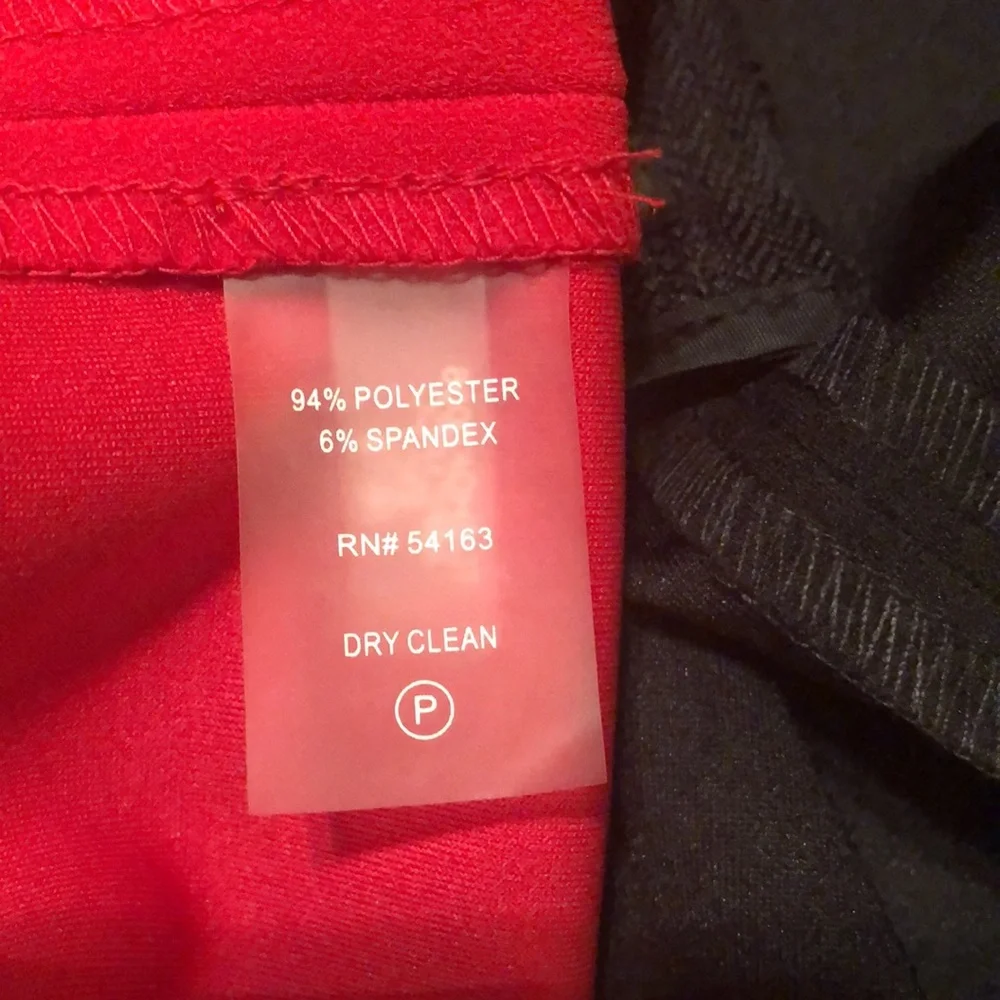 94% POLYESTER
6% SPANDEX
RN# 54163
DRY CLEAN
P